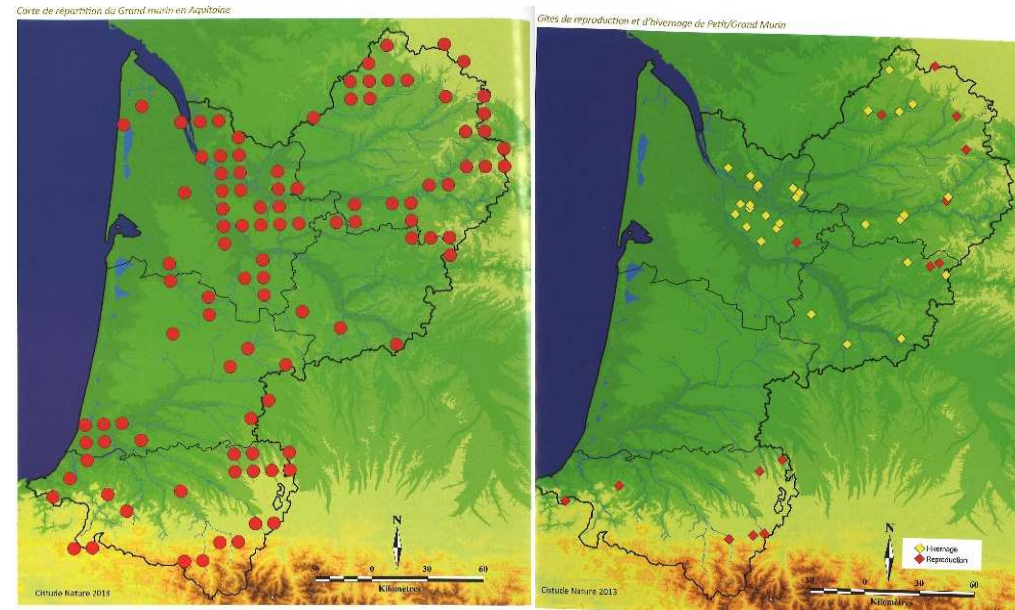 Carte de répartition du Grand murin en Aquitaine
Gîtes de reproduction et d'hivernage de Petit/Grand Murin
N
30
0
60
Kilomètres
Cistude Nature 2013
N
30
0
60
Kilomètres
Hivernage
Reproduction
Cistude Nature 2013